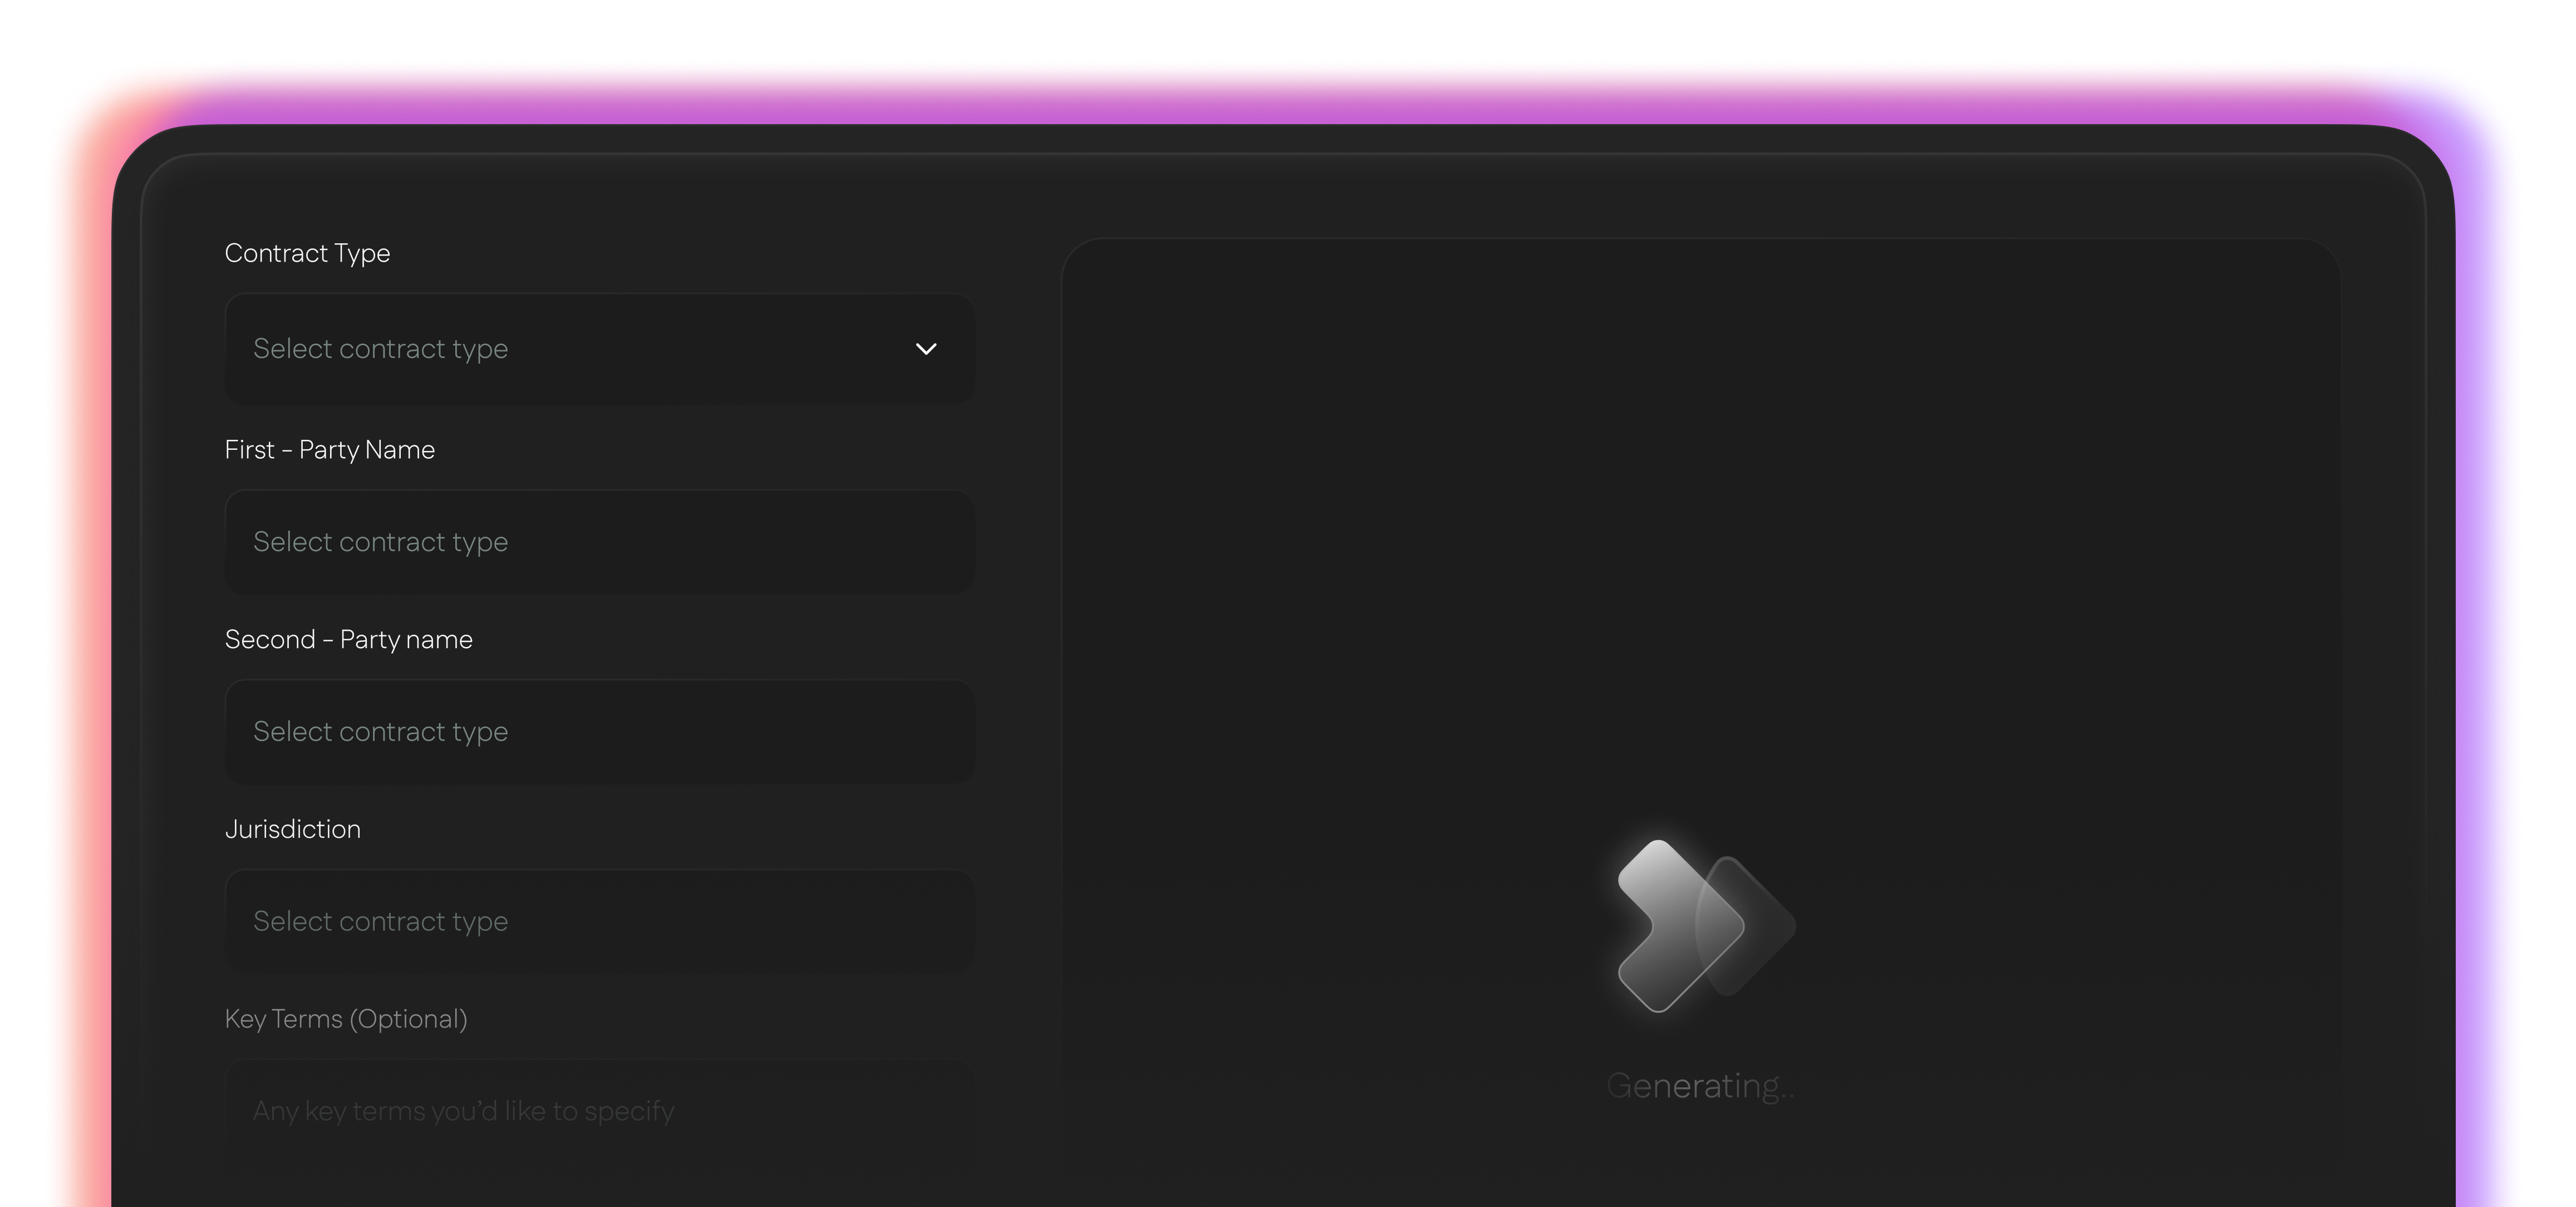 Contract Type
Select contract type
First - Party Name
Select contract type
Second - Party name
Select contract type
Jurisdiction
Select contract type
Key Terms (Optional)
Any key terms you’d like to specify
Generating..